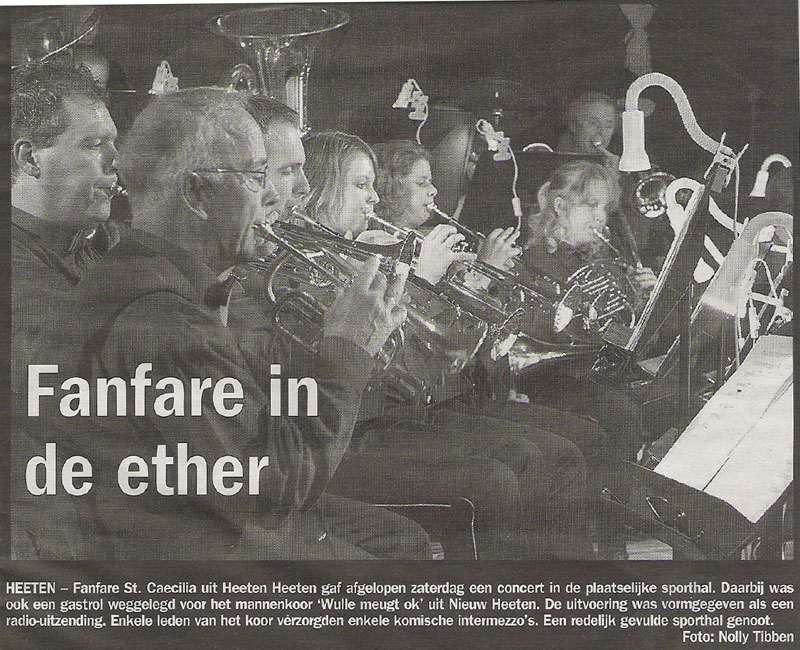 Fanfare in
de ether
HEETEN – Fanfare St. Caecilia uit Heeten Heeten gaf afgelopen zaterdag een concert in de plaatselijke sporthal. Daarbij was
ook een gastrol weggelegd voor het mannenkoor ‘Wulle meugt ok’ uit Nieuw Heeten. De uitvoering was vormgegeven als een
radio-uitzending. Enkele leden van het koor verzorgden enkele komische intermezzo’s. Een redelijk gevulde sporthal genoot.
Foto: Nolly Tibben